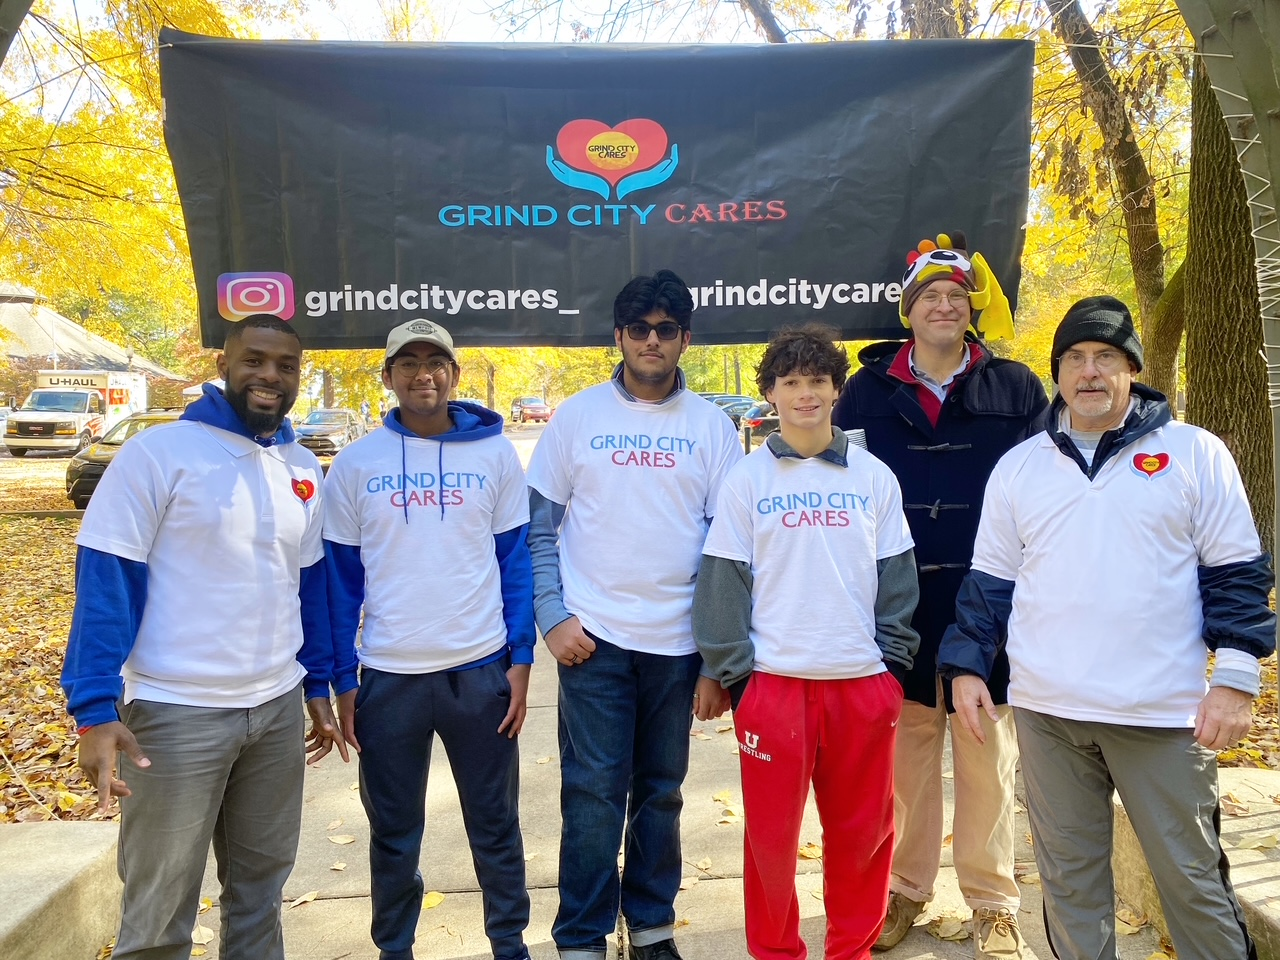 GRIND CITY
CARES
GRIND CITY CARES
grindcitycares_
grindcitycare
U-HAUL
GMC
GRIND CITY
CARES
GRIND CITY
CARES
GRIND CITY
CARES
U
WRESTLING